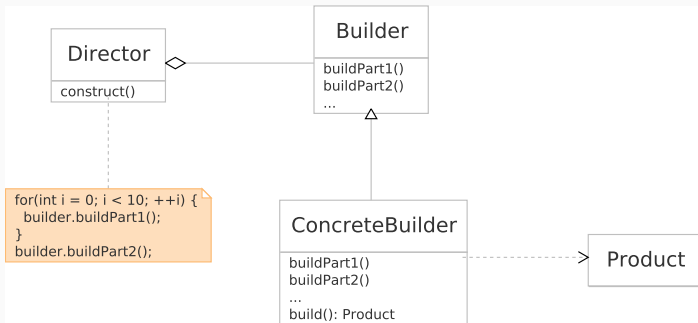 Director
construct()
Builder
buildPart1()
buildPart2()
...
for(int i = 0; i < 10; ++i) {
  builder.buildPart1();
}
builder.buildPart2();
ConcreteBuilder
buildPart1()
buildPart2()
...
build(): Product
Product